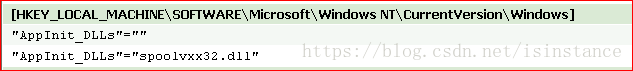 [HKEY_LOCAL_MACHINE\SOFTWARE\Microsoft\Windows NT\CurrentVersion\Windows]
"AppInit_DLLs"=""
"AppInit_DLLs"="spoolvxx32.dll"
https://blog.csdn.net/isinstance